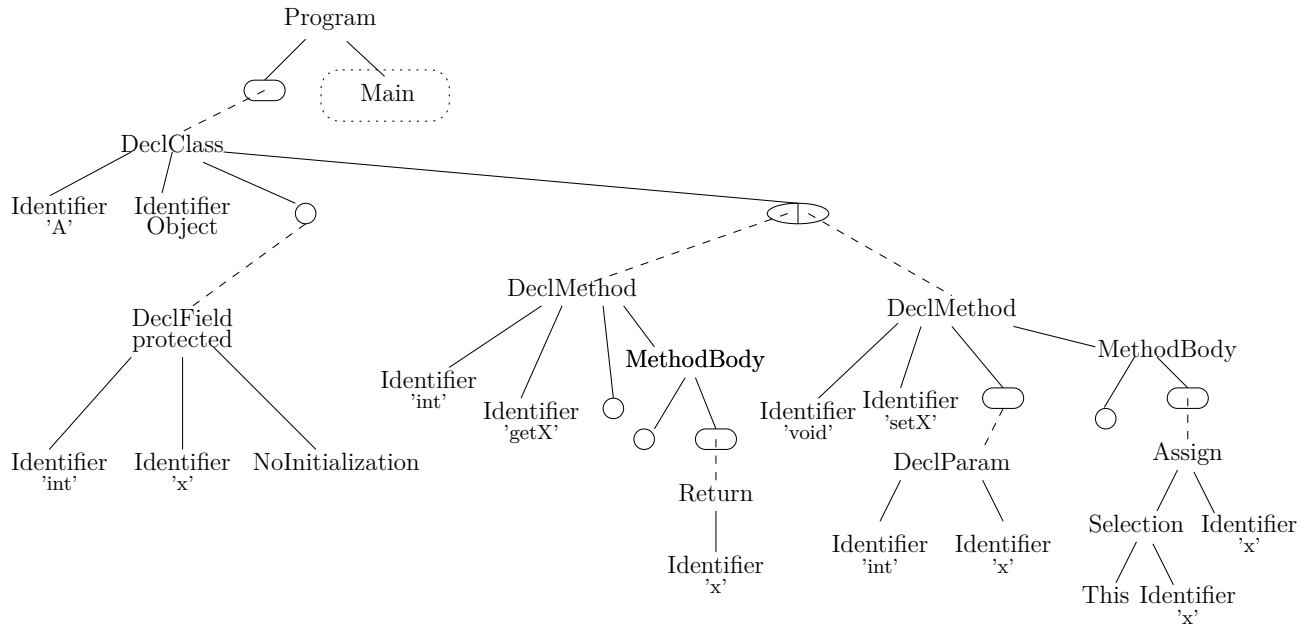 Program
Main
DeclClass
Identifier
'A'
Identifier
Object
DeclField
protected
Identifier
'int'
Identifier
'x'
NoInitialization
DeclMethod
Identifier
'int'
Identifier
'getX'
MethodBody
Return
Identifier
'x'
DeclMethod
Identifier
'void'
Identifier
'setX'
DeclParam
Identifier
'int'
Identifier
'x'
MethodBody
Assign
Selection
This
Identifier
'x'
Identifier
'x'